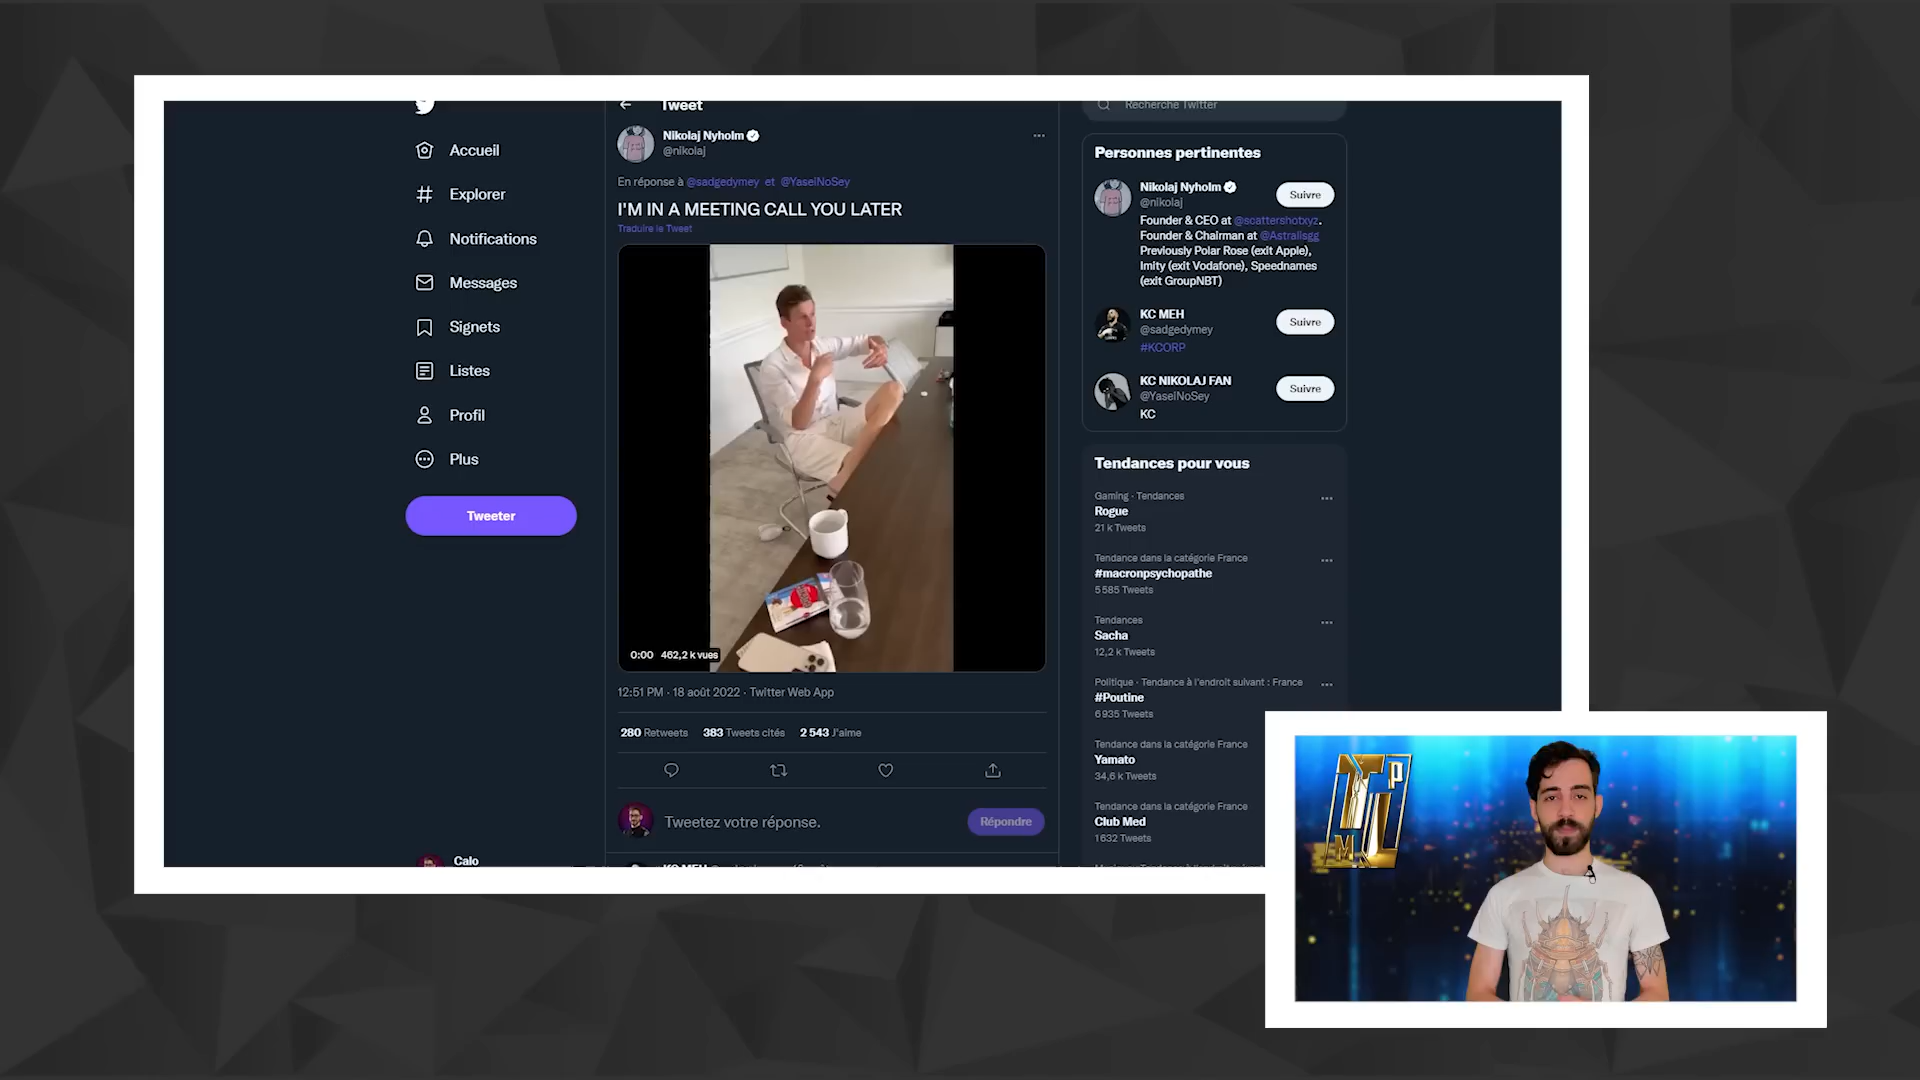 Accueil
Explorer
Notifications
Messages
Signets
Listes
Profil
Plus
Tweeter
Calo
Tweet
Nikolaj Nyholm
@nikolaj
En réponse à @sadgedymey et @YaseiNoSey
I'M IN A MEETING CALL YOU LATER
Traduire le Tweet
0:00 462,2 k vues
12:51 PM · 18 août 2022 · Twitter Web App
280 Retweets 383 Tweets cités 2 543 J'aime
Tweetez votre réponse.
Répondre
Recherche Twitter
Personnes pertinentes
Nikolaj Nyholm
@nikolaj
Suivre
Founder & CEO at @scattershotxyz.
Founder & Chairman at @Astralisgg
Previously Polar Rose (exit Apple),
Imity (exit Vodafone), Speednames
(exit GroupNBT)
KC MEH
@sadgedymey
Suivre
#KCORP
KC NIKOLAJ FAN
@YaseiNoSey
Suivre
KC
Tendances pour vous
Gaming · Tendances
Rogue
21 k Tweets
Tendance dans la catégorie France
#macronpsychopathe
5 585 Tweets
Tendances
Sacha
12,2 k Tweets
Politique · Tendance à l'endroit suivant : France
#Poutine
6 935 Tweets
Tendance dans la catégorie France
Yamato
34,6 k Tweets
Tendance dans la catégorie France
Club Med
1 632 Tweets